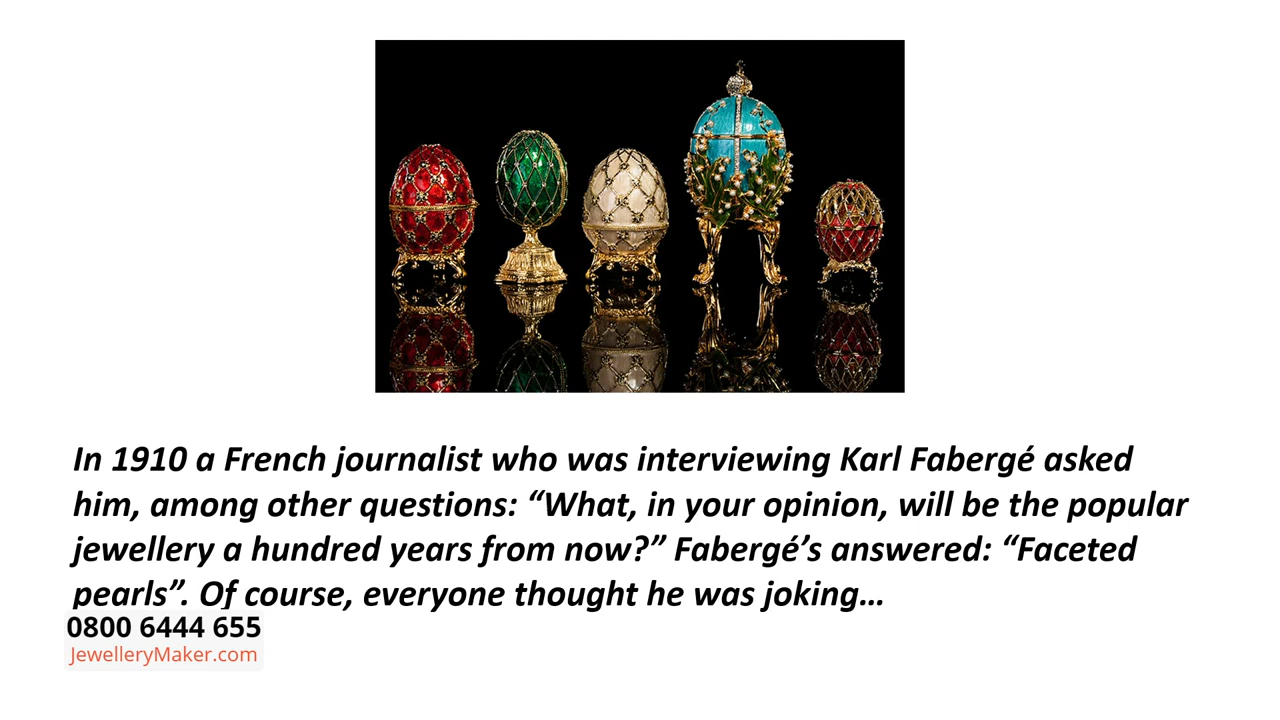 In 1910 a French journalist who was interviewing Karl Fabergé asked
him, among other questions: “What, in your opinion, will be the popular
jewellery a hundred years from now?” Fabergé’s answered: “Faceted
pearls”. Of course, everyone thought he was joking…
0800 6444 655
JewelleryMaker.com